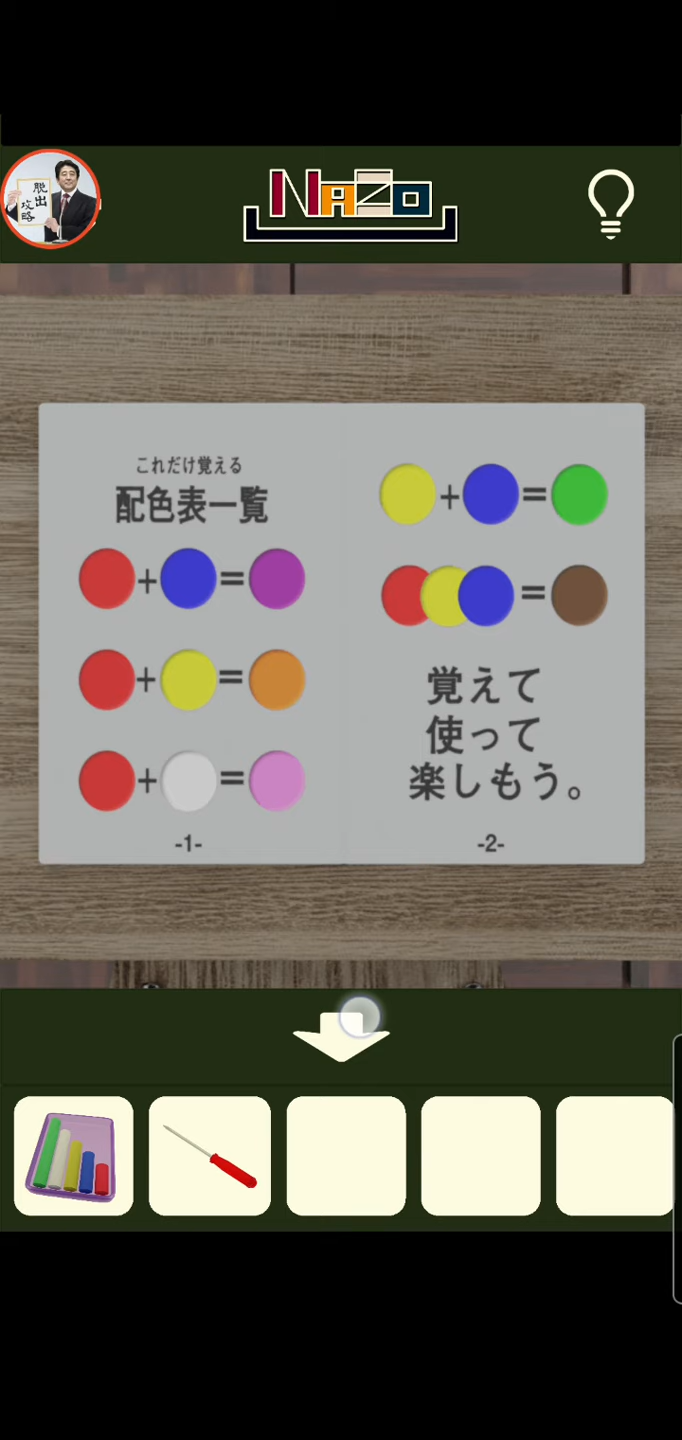 脱出
攻略
NAZO
これだけ覚える
配色表一覧
+ =
+ =
+ =
-1-
+ =
=
覚えて
使って
楽しもう。
-2-